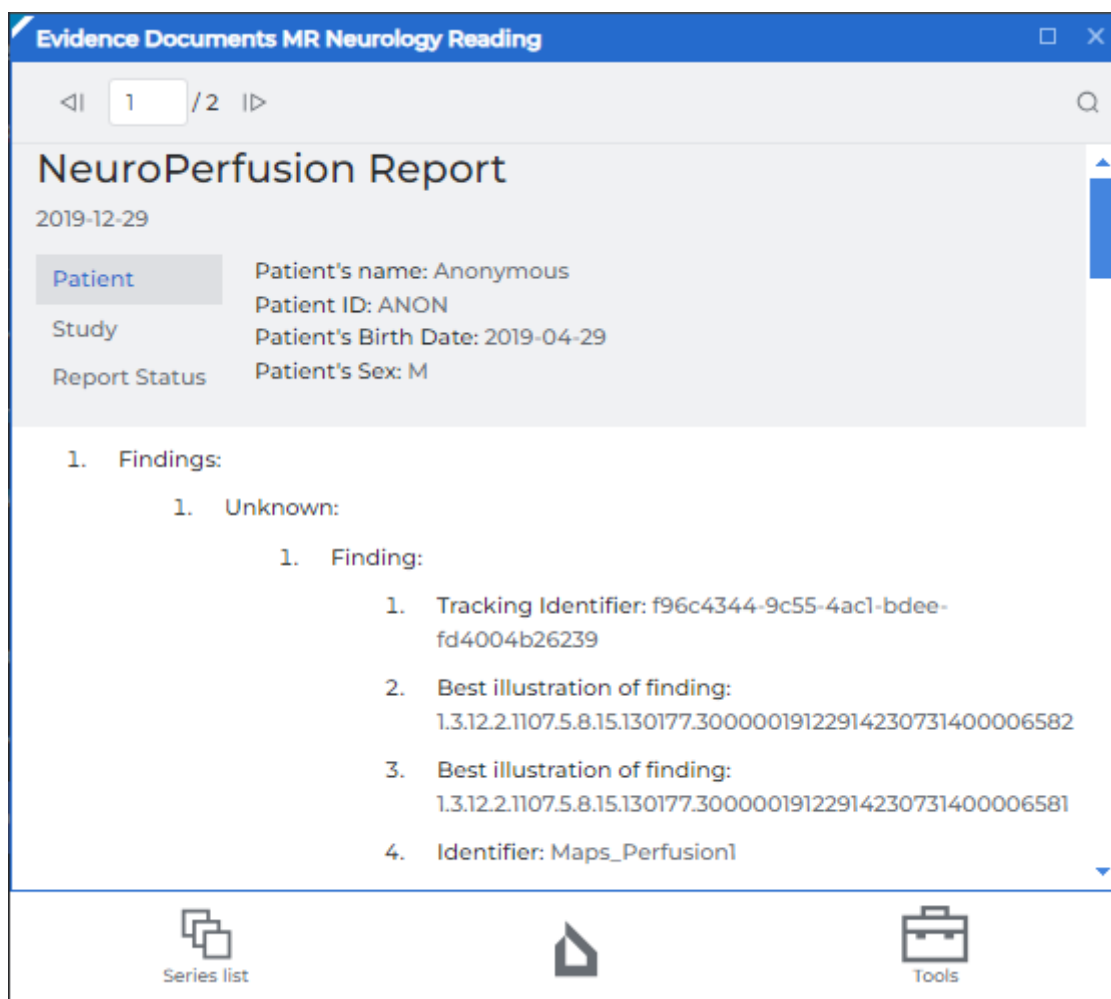 Evidence Documents MR Neurology Reading
1 / 2
NeuroPerfusion Report
2019-12-29
Patient
Study
Report Status
Patient's name: Anonymous
Patient ID: ANON
Patient's Birth Date: 2019-04-29
Patient's Sex: M
1. Findings:
1. Unknown:
1. Finding:
1. Tracking Identifier: f96c4344-9c55-4ac1-bdee-
fd4004b26239
2. Best illustration of finding:
1.3.12.2.1107.5.8.15.130177.30000019122914230731400006582
3. Best illustration of finding:
1.3.12.2.1107.5.8.15.130177.30000019122914230731400006581
4. Identifier: Maps_Perfusion1
Series list
Tools